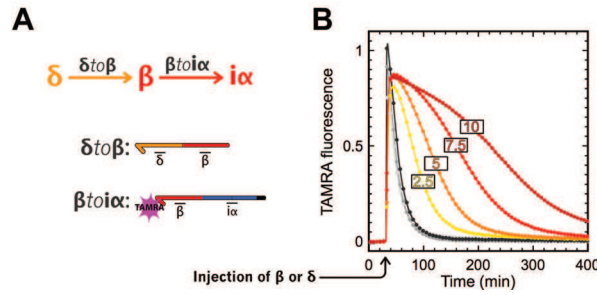 A
B
δtoβ
βtoiα
δ
β
iα
δtoβ:
δ
β
βtoiα:
TAMRA
β
iα
TAMRA fluorescence
1
0.5
0
10
7.5
5
2.5
0
100
200
300
400
Injection of β or δ
Time (min)